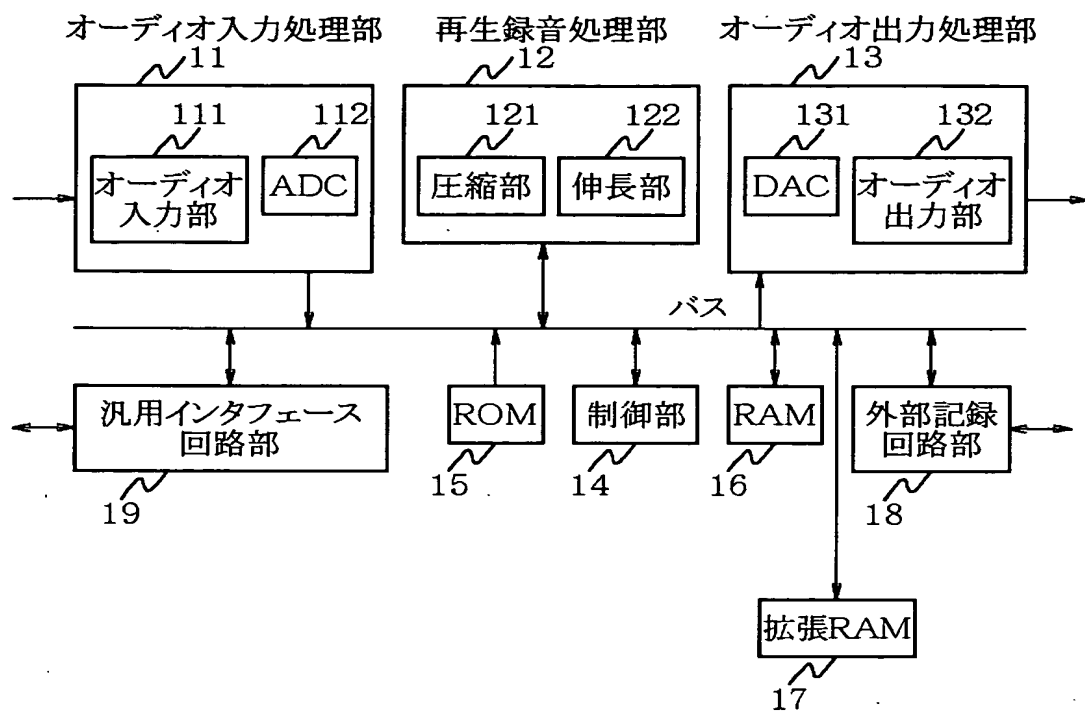 オーディオ入力処理部
再生録音処理部
オーディオ出力処理部
11
12
13
111
112
121
122
131
132
オーディオ
入力部
ADC
圧縮部
伸長部
DAC
オーディオ
出力部
バス
汎用インタフェース
回路部
ROM
制御部
RAM
外部記録
回路部
19
15
14
16
18
拡張RAM
17